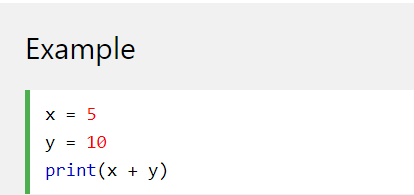 Example
x = 5
y = 10
print(x + y)